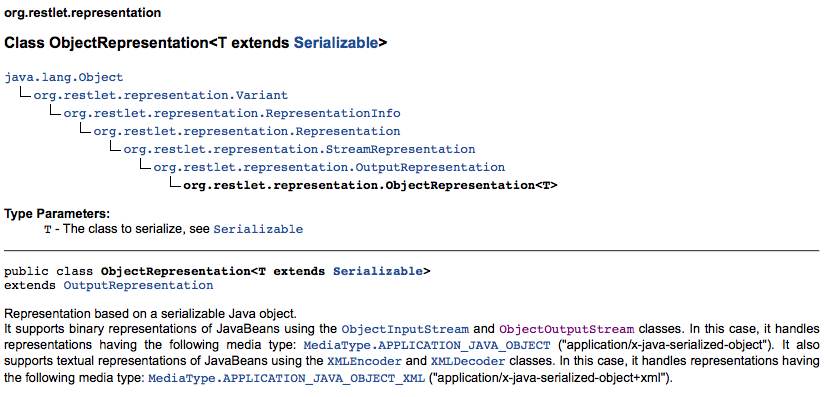 org.restlet.representation
Class ObjectRepresentation<T extends Serializable>
java.lang.Object
org.restlet.representation.Variant
org.restlet.representation.RepresentationInfo
org.restlet.representation.Representation
org.restlet.representation.StreamRepresentation
org.restlet.representation.OutputRepresentation
org.restlet.representation.ObjectRepresentation<T>
Type Parameters:
T - The class to serialize, see Serializable
public class ObjectRepresentation<T extends Serializable>
extends OutputRepresentation
Representation based on a serializable Java object.
It supports binary representations of JavaBeans using the ObjectInputStream and ObjectOutputStream classes. In this case, it handles
representations having the following media type: MediaType.APPLICATION_JAVA_OBJECT ("application/x-java-serialized-object"). It also
supports textual representations of JavaBeans using the XMLEncoder and XMLDecoder classes. In this case, it handles representations having
the following media type: MediaType.APPLICATION_JAVA_OBJECT_XML ("application/x-java-serialized-object+xml").